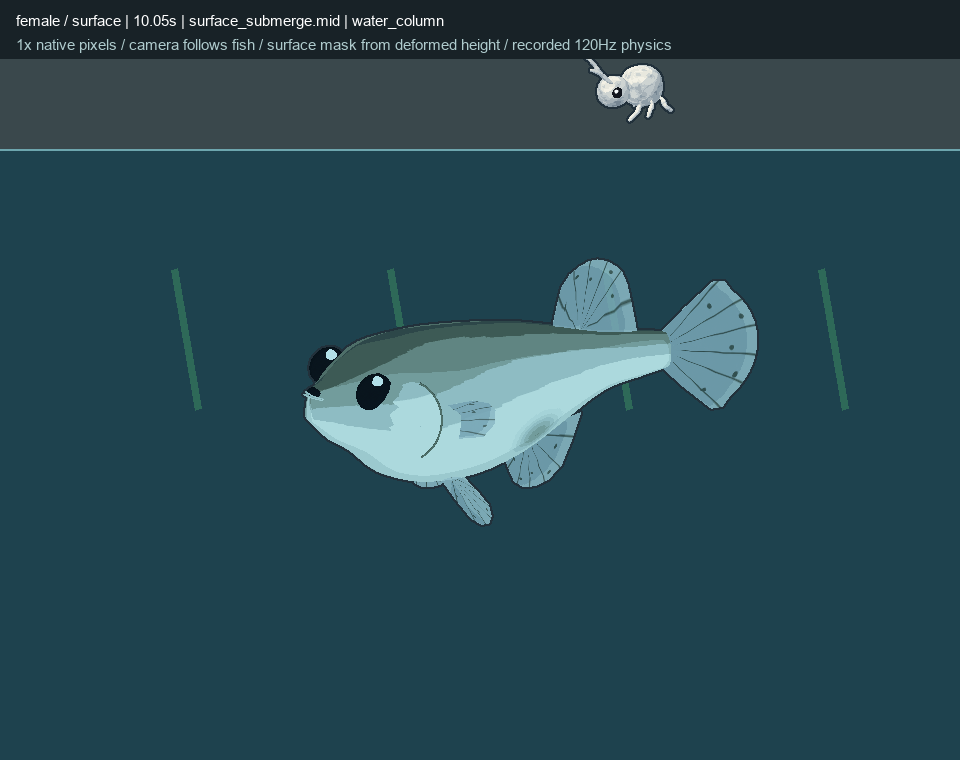 female / surface | 10.05s | surface_submerge.mid | water_column
1x native pixels / camera follows fish / surface mask from deformed height / recorded 120Hz physics